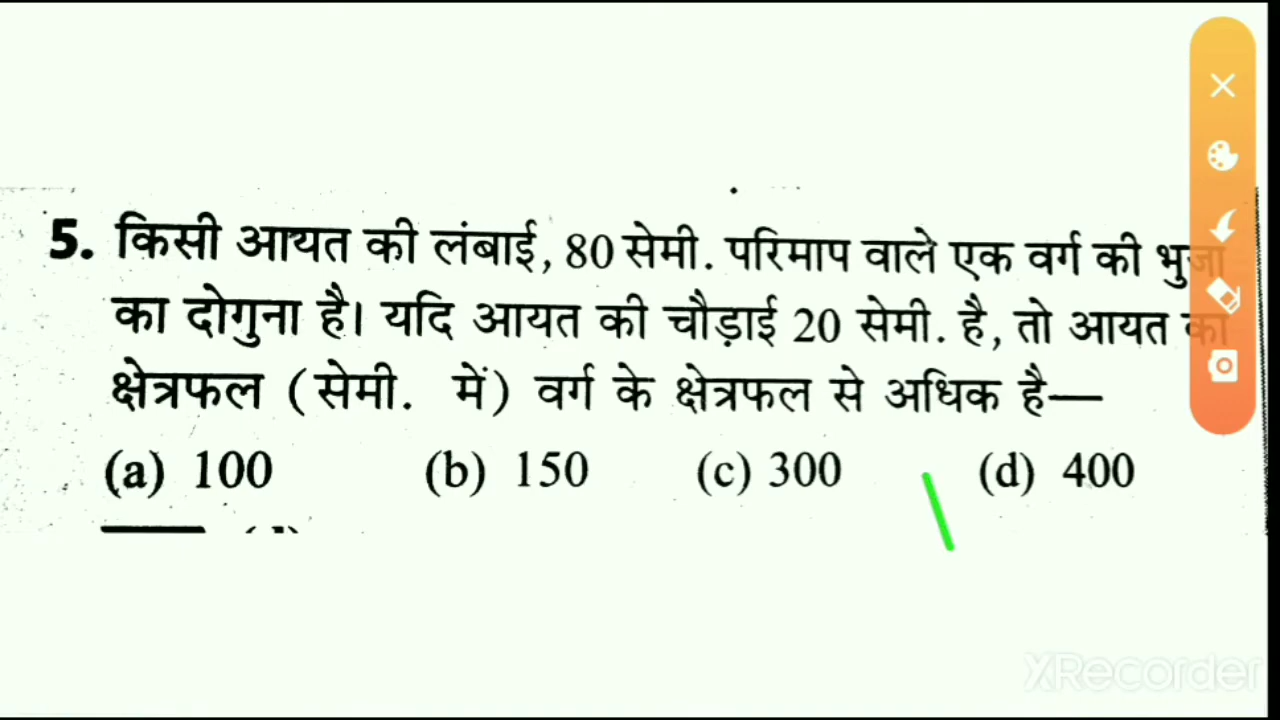 5. किसी आयत की लंबाई, 80 सेमी. परिमाप वाले एक वर्ग की भुजा
का दोगुना है। यदि आयत की चौड़ाई 20 सेमी. है, तो आयत का
क्षेत्रफल (सेमी. में) वर्ग के क्षेत्रफल से अधिक है—
(a) 100 (b) 150 (c) 300 (d) 400
XRecorder